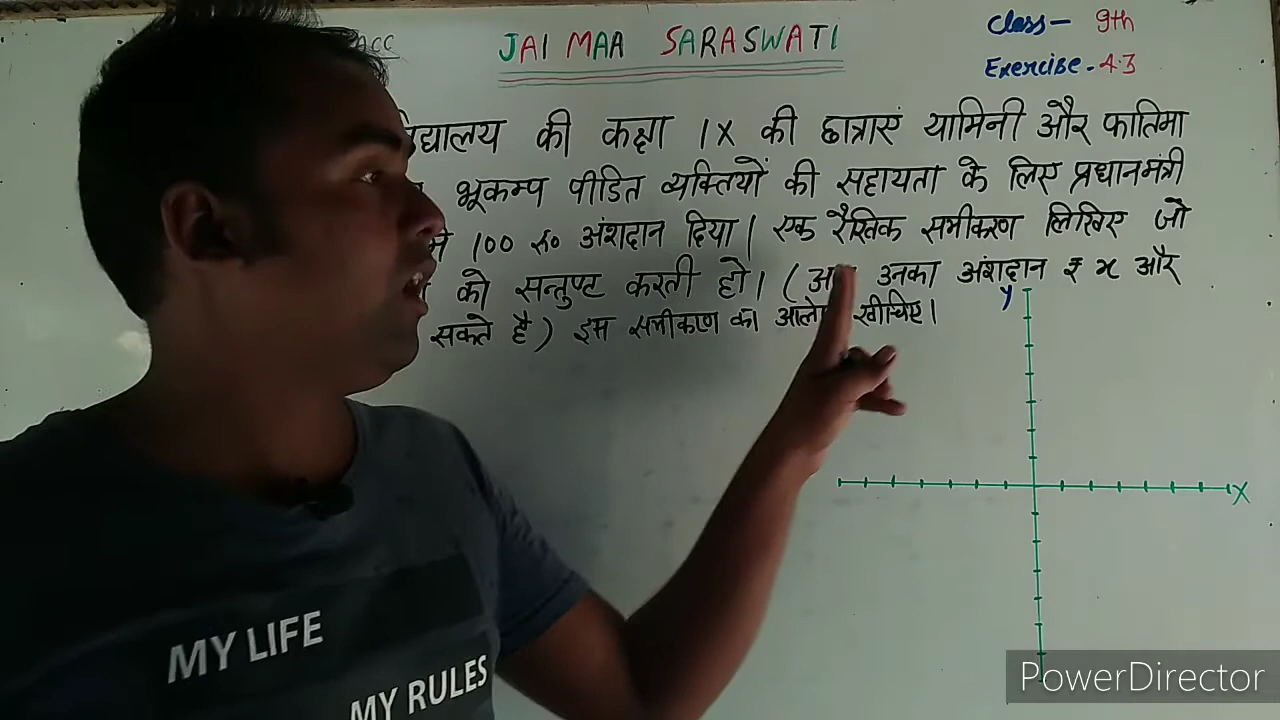 ACC
JAI MAA SARASWATI
Class- 9th
Exercise-4.3
की कक्षा IX की छात्राएं यामिनी और फातिमा
भूकम्प पीडित व्यक्तियों की सहायता के लिए प्रधानमंत्री
100 रु० अंशदान दिया। एक रैखिक समीकरण लिखिए जो
को सन्तुष्ट करती हो। ( उनका अंशदान ₹ x और
सकते है) इस समीकरण का खीचिए।
y
X
MY LIFE
MY RULES
PowerDirector